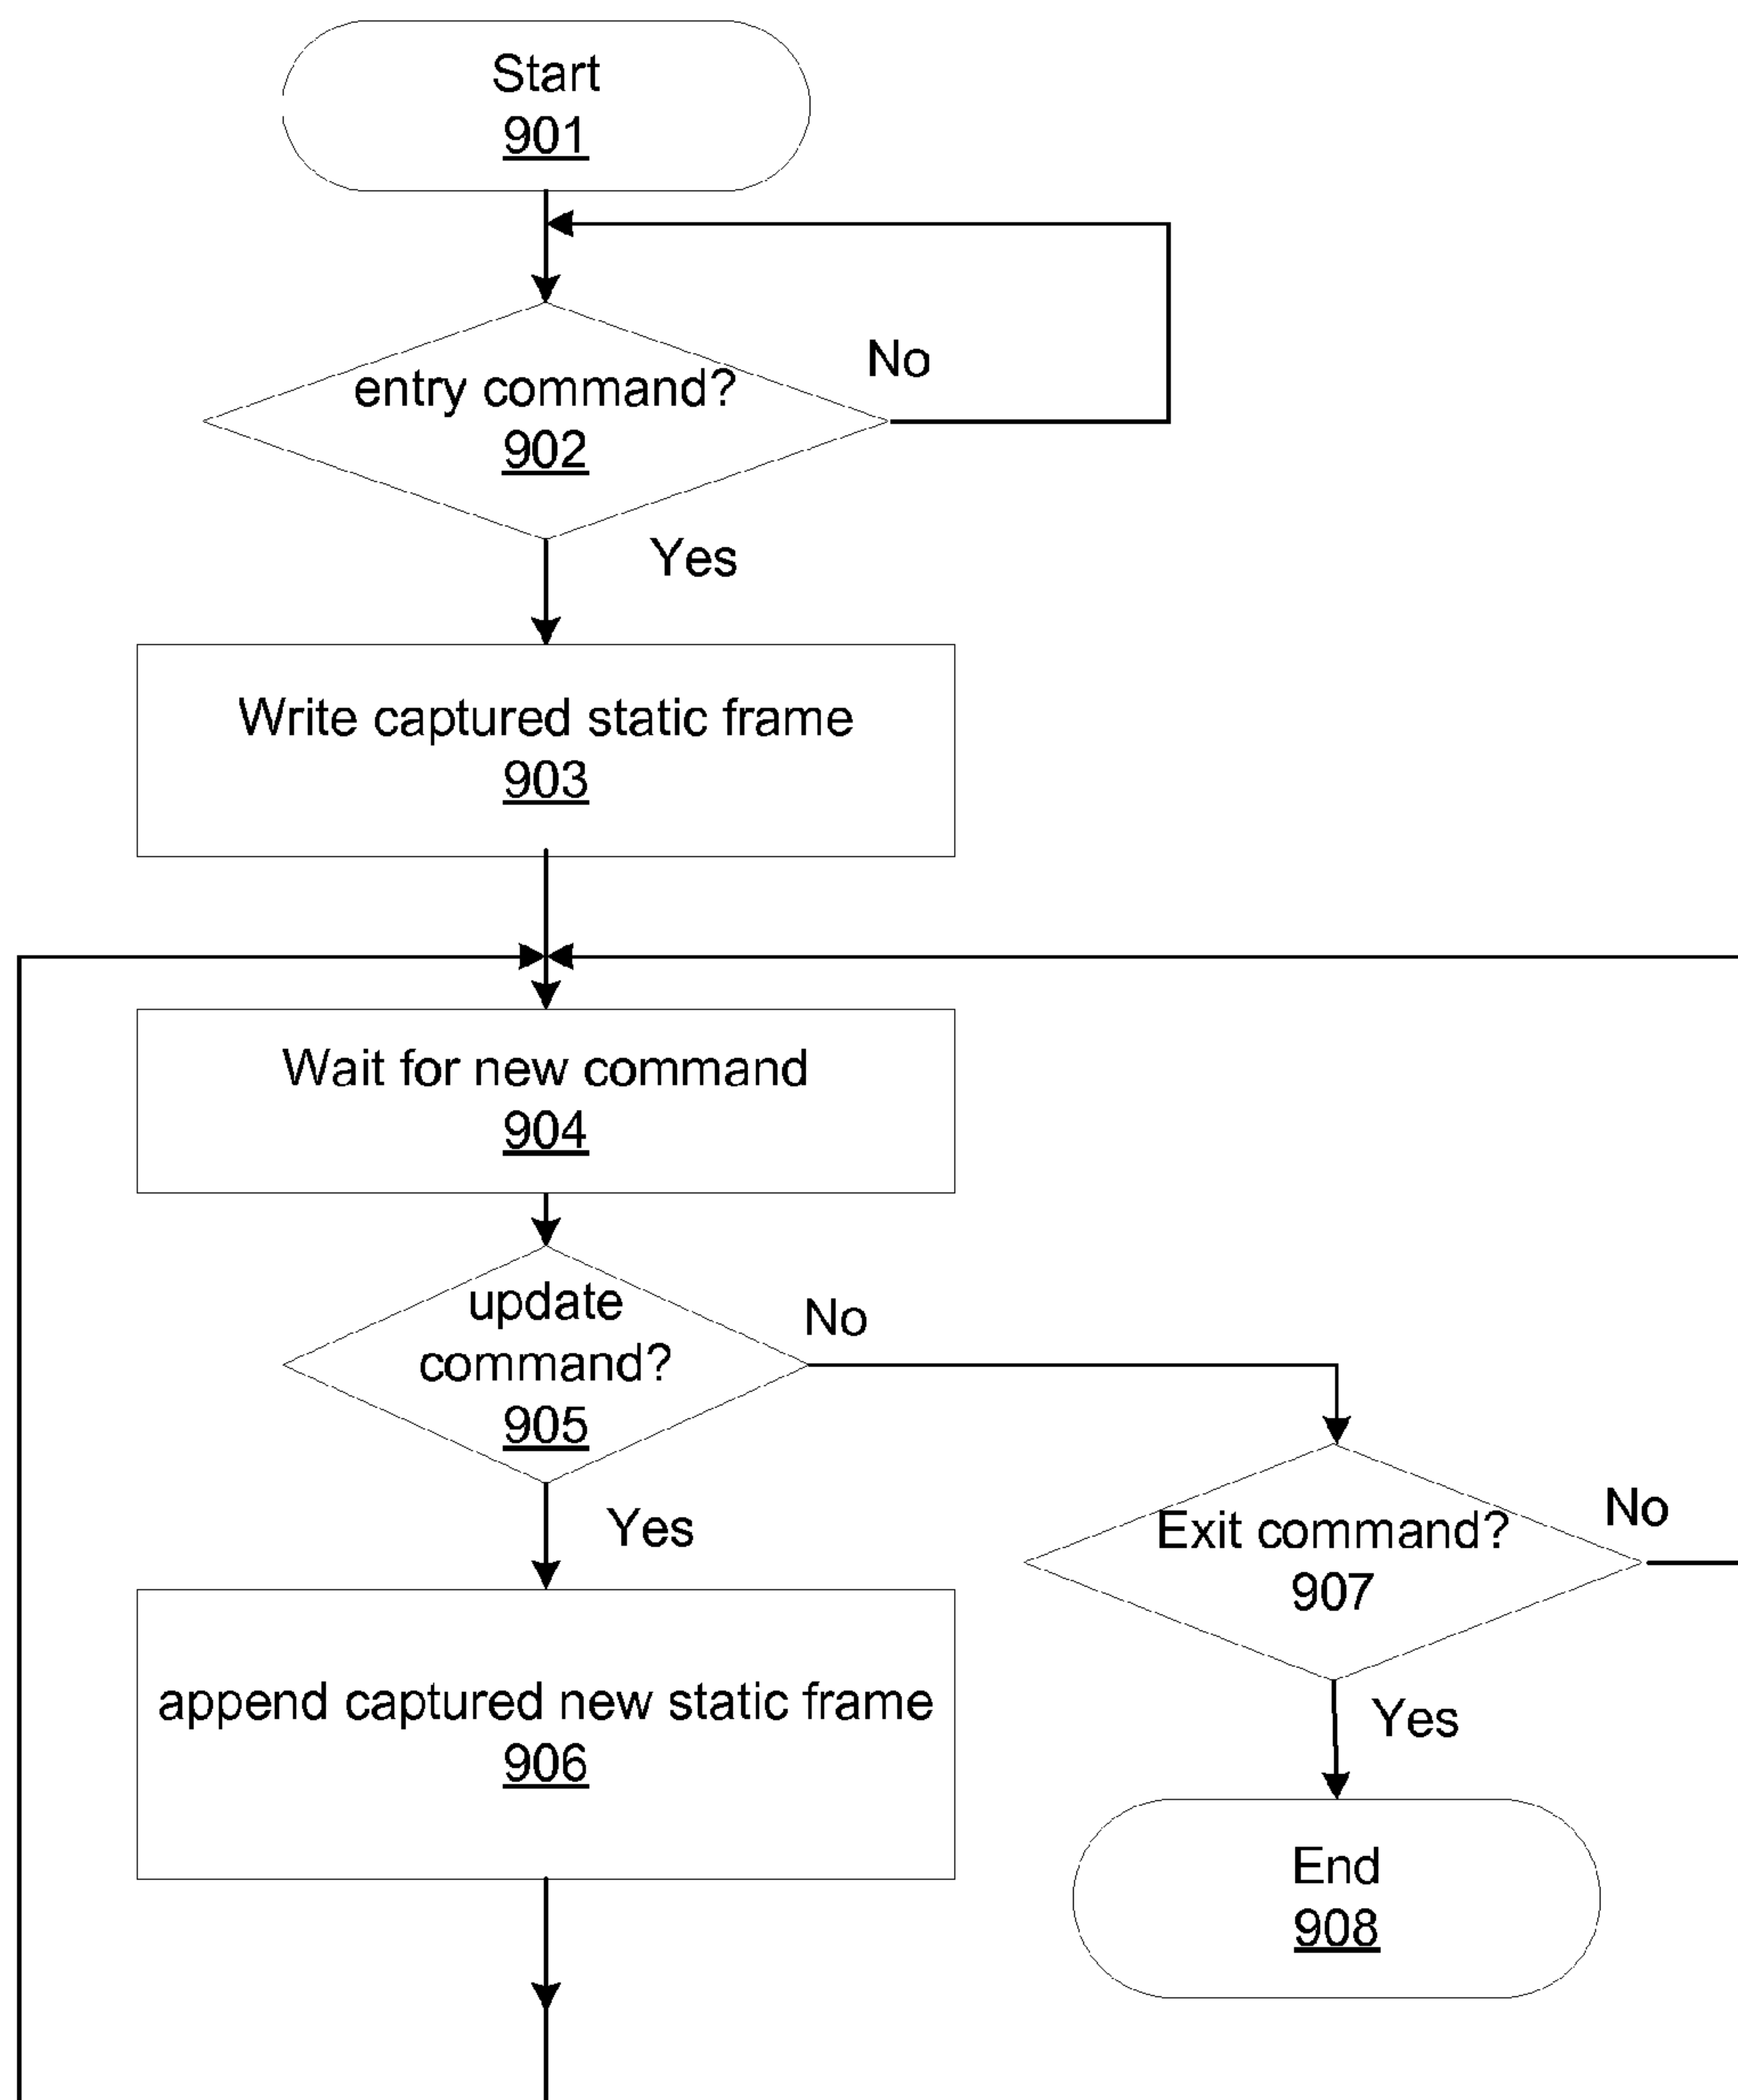 Start
901
entry command?
902
No
Yes
Write captured static frame
903
Wait for new command
904
update
command?
905
No
Yes
Exit command?
907
No
Yes
append captured new static frame
906
End
908